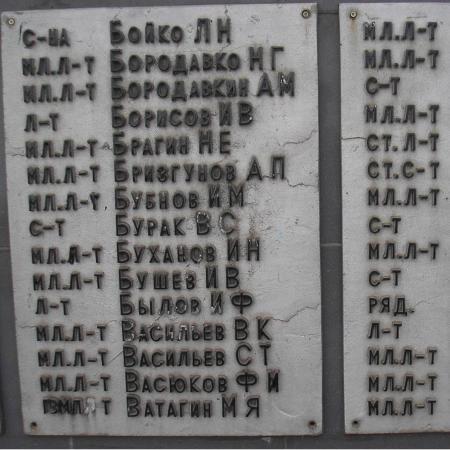 С-НА БОЙКО Л Н
МЛ.Л-Т БОРОДАВКО Н Г
МЛ.Л-Т БОРОДАВКИН А М
Л-Т БОРИСОВ И В
МЛ.Л-Т БРАГИН Н Е
МЛ.Л-Т БРИЗГУНОВ А П
МЛ.Л-Т БУБНОВ И М
С-Т БУРАК В С
МЛ.Л-Т БУХАНОВ И Н
МЛ.Л-Т БУШЕВ И В
Л-Т БЫЛОВ И Ф
МЛ.Л-Т ВАСИЛЬЕВ В К
МЛ.Л-Т ВАСИЛЬЕВ С Т
МЛ.Л-Т ВАСЮКОВ Ф И
ВАТАГИН М Я
МЛ.Л-Т
МЛ.Л-Т
С-Т
МЛ.Л-Т
СТ.Л-Т
СТ.С-Т
МЛ.Л-Т
С-Т
МЛ.Л-Т
С-Т
РЯД.
Л-Т
МЛ.Л-Т
МЛ.Л-Т
МЛ.Л-Т